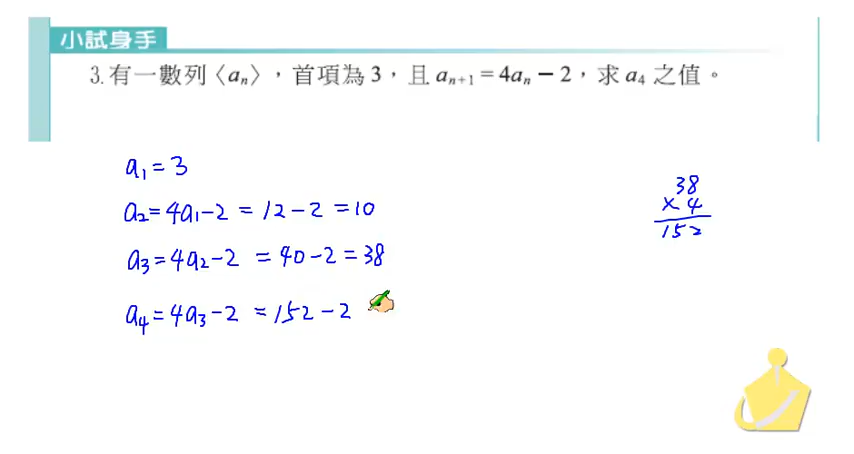 小試身手
3. 有一數列〈aₙ〉，首項為 3，且 aₙ₊₁ = 4aₙ − 2，求 a₄ 之值。
a₁ = 3
a₂ = 4a₁ − 2 = 12 − 2 = 10
a₃ = 4a₂ − 2 = 40 − 2 = 38
a₄ = 4a₃ − 2 = 152 − 2
38
× 4
152